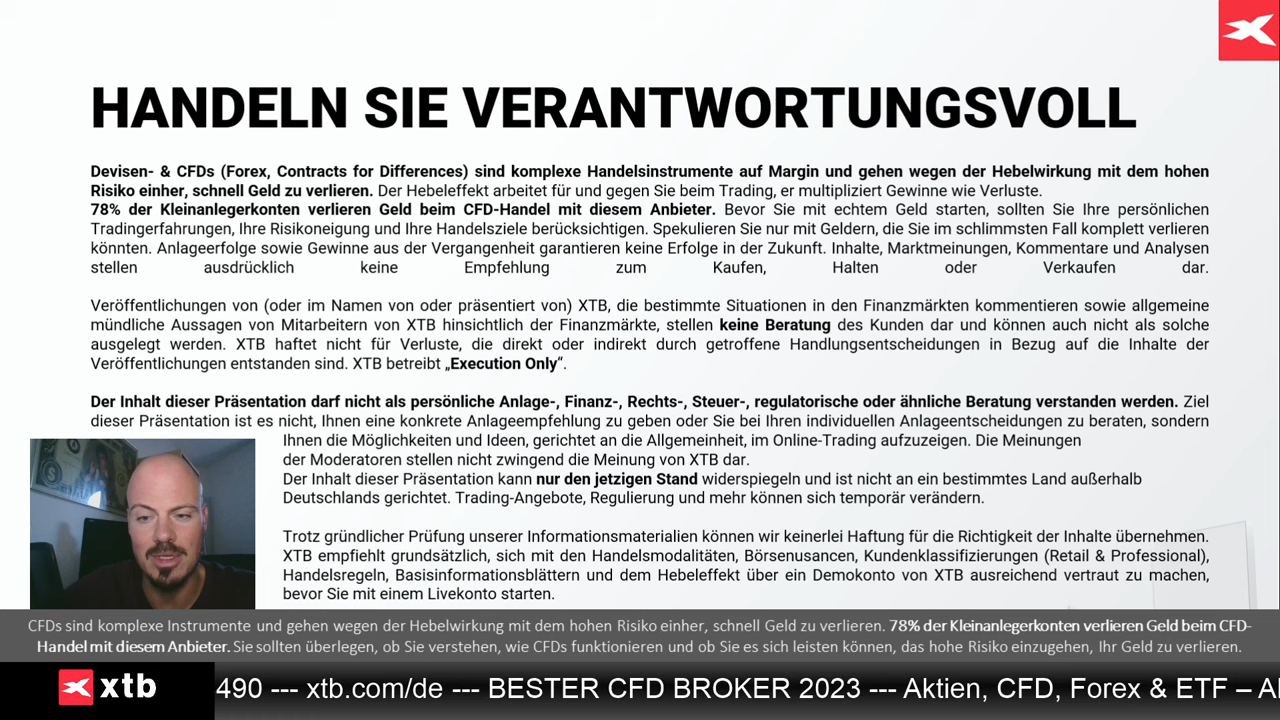 HANDELN SIE VERANTWORTUNGSVOLL
Devisen- & CFDs (Forex, Contracts for Differences) sind komplexe Handelsinstrumente auf Margin und gehen wegen der Hebelwirkung mit dem hohen
Risiko einher, schnell Geld zu verlieren. Der Hebeleffekt arbeitet für und gegen Sie beim Trading, er multipliziert Gewinne wie Verluste.
78% der Kleinanlegerkonten verlieren Geld beim CFD-Handel mit diesem Anbieter. Bevor Sie mit echtem Geld starten, sollten Sie Ihre persönlichen
Tradingerfahrungen, Ihre Risikoneigung und Ihre Handelsziele berücksichtigen. Spekulieren Sie nur mit Geldern, die Sie im schlimmsten Fall komplett verlieren
könnten. Anlageerfolge sowie Gewinne aus der Vergangenheit garantieren keine Erfolge in der Zukunft. Inhalte, Marktmeinungen, Kommentare und Analysen
stellen ausdrücklich keine Empfehlung zum Kaufen, Halten oder Verkaufen dar.
Veröffentlichungen von (oder im Namen von oder präsentiert von) XTB, die bestimmte Situationen in den Finanzmärkten kommentieren sowie allgemeine
mündliche Aussagen von Mitarbeitern von XTB hinsichtlich der Finanzmärkte, stellen keine Beratung des Kunden dar und können auch nicht als solche
ausgelegt werden. XTB haftet nicht für Verluste, die direkt oder indirekt durch getroffene Handlungsentscheidungen in Bezug auf die Inhalte der
Veröffentlichungen entstanden sind. XTB betreibt „Execution Only“.
Der Inhalt dieser Präsentation darf nicht als persönliche Anlage-, Finanz-, Rechts-, Steuer-, regulatorische oder ähnliche Beratung verstanden werden. Ziel
dieser Präsentation ist es nicht, Ihnen eine konkrete Anlageempfehlung zu geben oder Sie bei Ihren individuellen Anlageentscheidungen zu beraten, sondern
Ihnen die Möglichkeiten und Ideen, gerichtet an die Allgemeinheit, im Online-Trading aufzuzeigen. Die Meinungen
der Moderatoren stellen nicht zwingend die Meinung von XTB dar.
Der Inhalt dieser Präsentation kann nur den jetzigen Stand widerspiegeln und ist nicht an ein bestimmtes Land außerhalb
Deutschlands gerichtet. Trading-Angebote, Regulierung und mehr können sich temporär verändern.
Trotz gründlicher Prüfung unserer Informationsmaterialien können wir keinerlei Haftung für die Richtigkeit der Inhalte übernehmen.
XTB empfiehlt grundsätzlich, sich mit den Handelsmodalitäten, Börsenusancen, Kundenklassifizierungen (Retail & Professional),
Handelsregeln, Basisinformationsblättern und dem Hebeleffekt über ein Demokonto von XTB ausreichend vertraut zu machen,
bevor Sie mit einem Livekonto starten.
CFDs sind komplexe Instrumente und gehen wegen der Hebelwirkung mit dem hohen Risiko einher, schnell Geld zu verlieren. 78% der Kleinanlegerkonten verlieren Geld beim CFD-
Handel mit diesem Anbieter. Sie sollten überlegen, ob Sie verstehen, wie CFDs funktionieren und ob Sie es sich leisten können, das hohe Risiko einzugehen, Ihr Geld zu verlieren.
xtb 490 --- xtb.com/de --- BESTER CFD BROKER 2023 --- Aktien, CFD, Forex & ETF – A